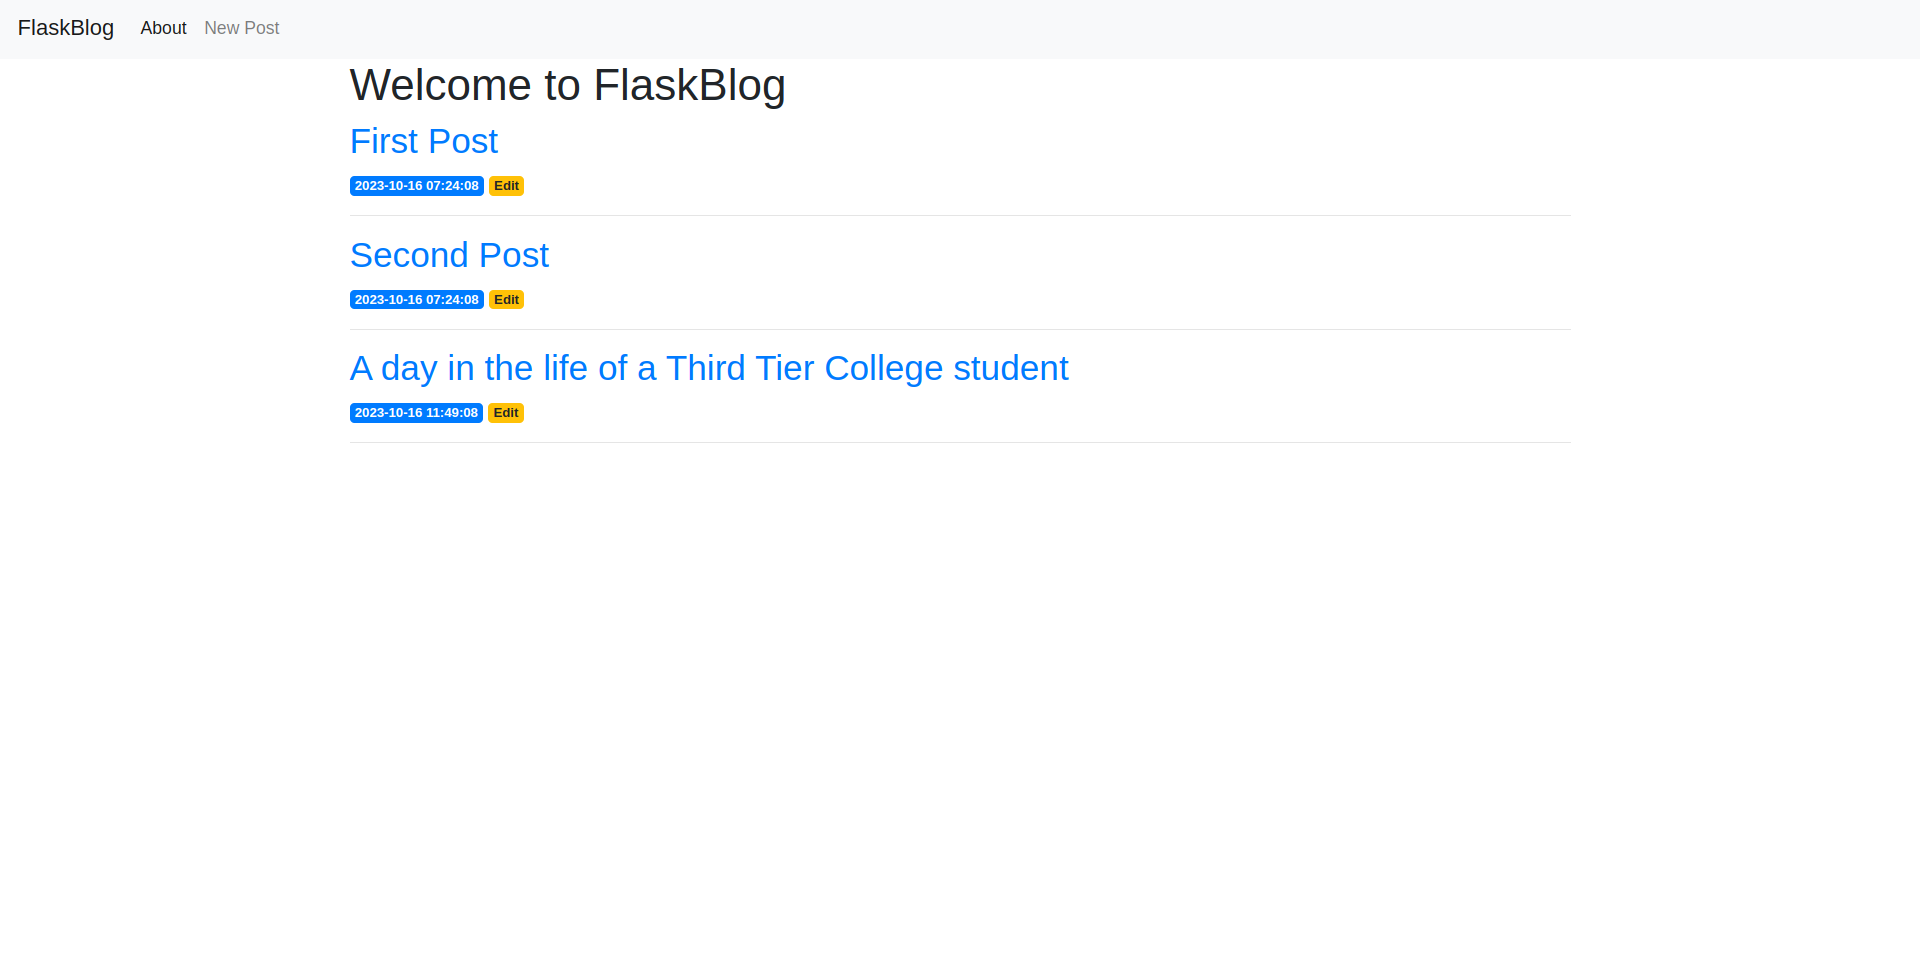 FlaskBlog About New Post
Welcome to FlaskBlog
First Post
2023-10-16 07:24:08 Edit
Second Post
2023-10-16 07:24:08 Edit
A day in the life of a Third Tier College student
2023-10-16 11:49:08 Edit